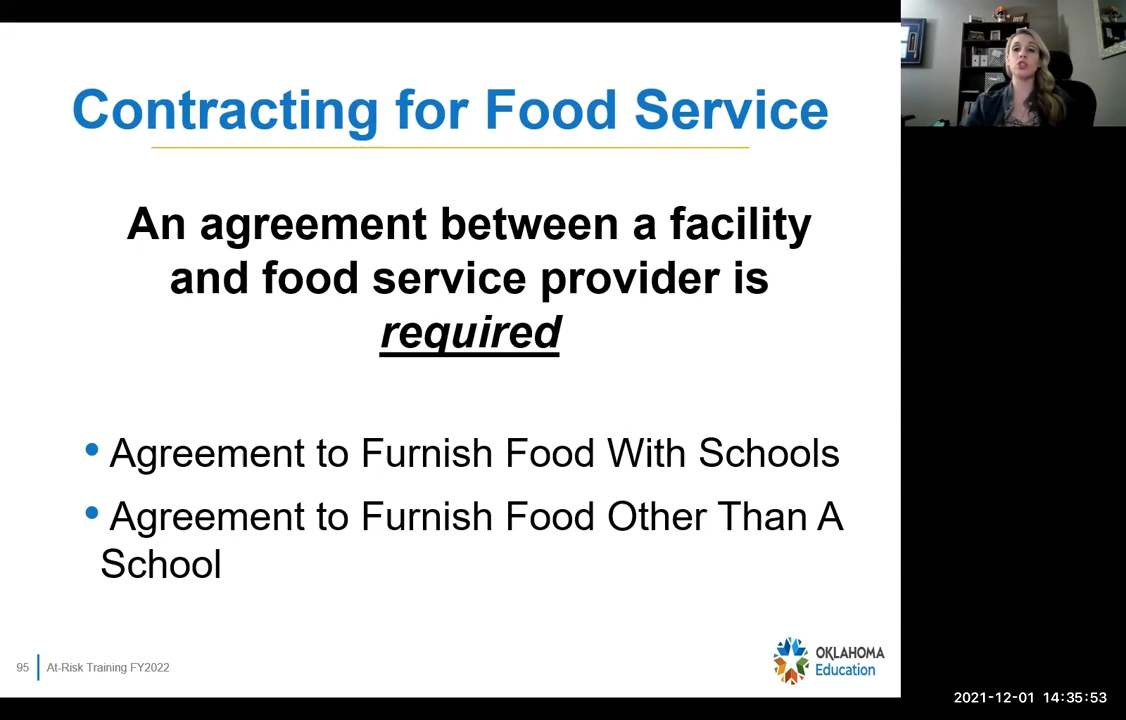 Contracting for Food Service
An agreement between a facility
and food service provider is
required
• Agreement to Furnish Food With Schools
• Agreement to Furnish Food Other Than A
School
95
At-Risk Training FY2022
OKLAHOMA
Education
2021-12-01 14:35:53